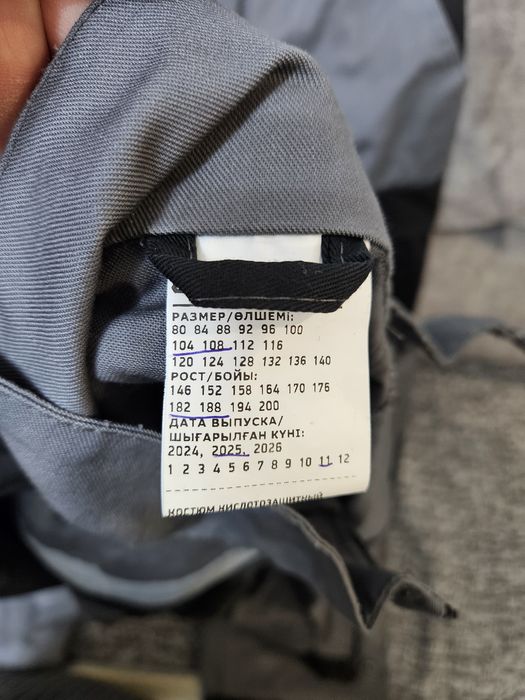 РАЗМЕР/ӨЛШЕМІ:
80 84 88 92 96 100
104 108 112 116
120 124 128 132 136 140
РОСТ/БОЙЫ:
146 152 158 164 170 176
182 188 194 200
ДАТА ВЫПУСКА/
ШЫҒАРЫЛҒАН КҮНІ:
2024, 2025, 2026
1 2 3 4 5 6 7 8 9 10 11 12
КОСТЮМ КИСЛОТОЗАЩИТНЫЙ